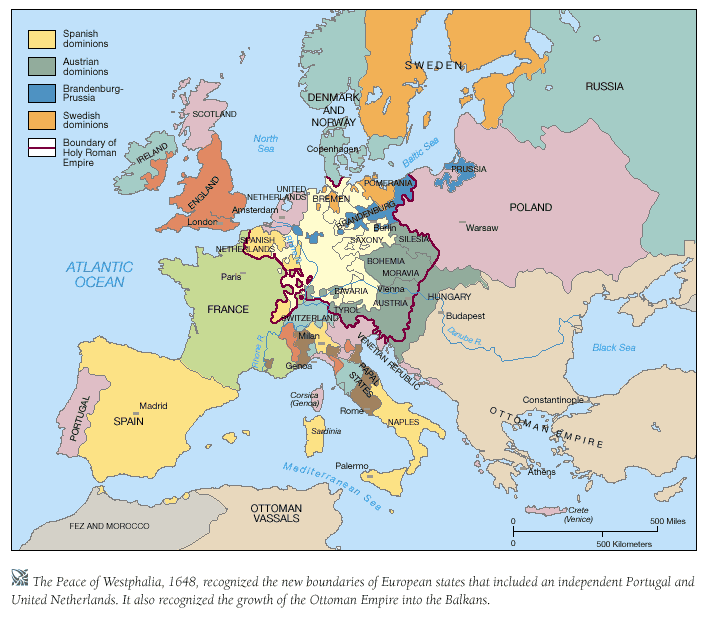 Spanish
dominions
Austrian
dominions
Brandenburg-
Prussia
Swedish
dominions
Boundary of
Holy Roman
Empire
SWEDEN
RUSSIA
DENMARK
AND
NORWAY
SCOTLAND
North
Sea
IRELAND
Copenhagen
Baltic Sea
ENGLAND
UNITED
NETHERLANDS
BREMEN
POMERANIA
PRUSSIA
Amsterdam
BRANDENBURG
Berlin
London
POLAND
Warsaw
SPANISH
NETHERLANDS
SAXONY
SILESIA
ATLANTIC
OCEAN
Paris
BOHEMIA
MORAVIA
BAVARIA
Vienna
FRANCE
AUSTRIA
HUNGARY
TYROL
SWITZERLAND
Budapest
Milan
Danube R.
Black Sea
Rhone R.
VENETIAN REPUBLIC
Genoa
PAPAL
STATES
PORTUGAL
Madrid
SPAIN
Corsica
(Genoa)
Rome
Constantinople
NAPLES
OTTOMAN EMPIRE
Sardinia
Palermo
Athens
Mediterranean Sea
OTTOMAN
VASSALS
FEZ AND MOROCCO
Crete
(Venice)
0 500 Miles
0 500 Kilometers
The Peace of Westphalia, 1648, recognized the new boundaries of European states that included an independent Portugal and
United Netherlands. It also recognized the growth of the Ottoman Empire into the Balkans.